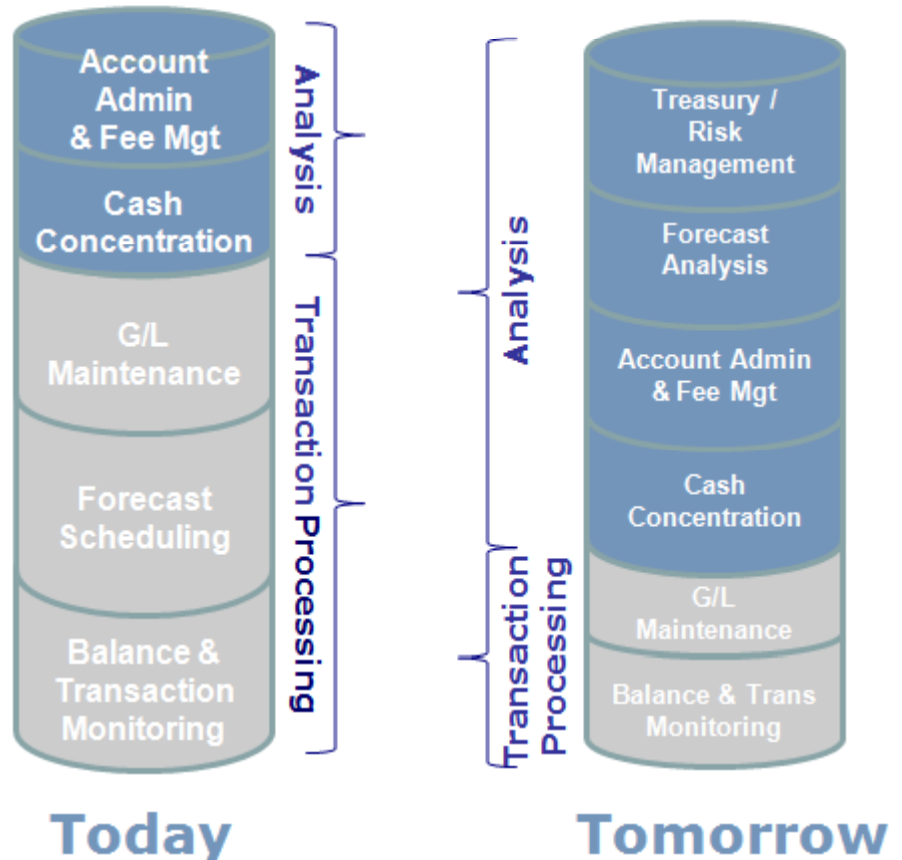 Account
Admin
& Fee Mgt
Cash
Concentration
G/L
Maintenance
Forecast
Scheduling
Balance &
Transaction
Monitoring
Analysis
Transaction Processing
Today
Analysis
Transaction
Processing
Treasury /
Risk
Management
Forecast
Analysis
Account Admin
& Fee Mgt
Cash
Concentration
G/L
Maintenance
Balance & Trans
Monitoring
Tomorrow